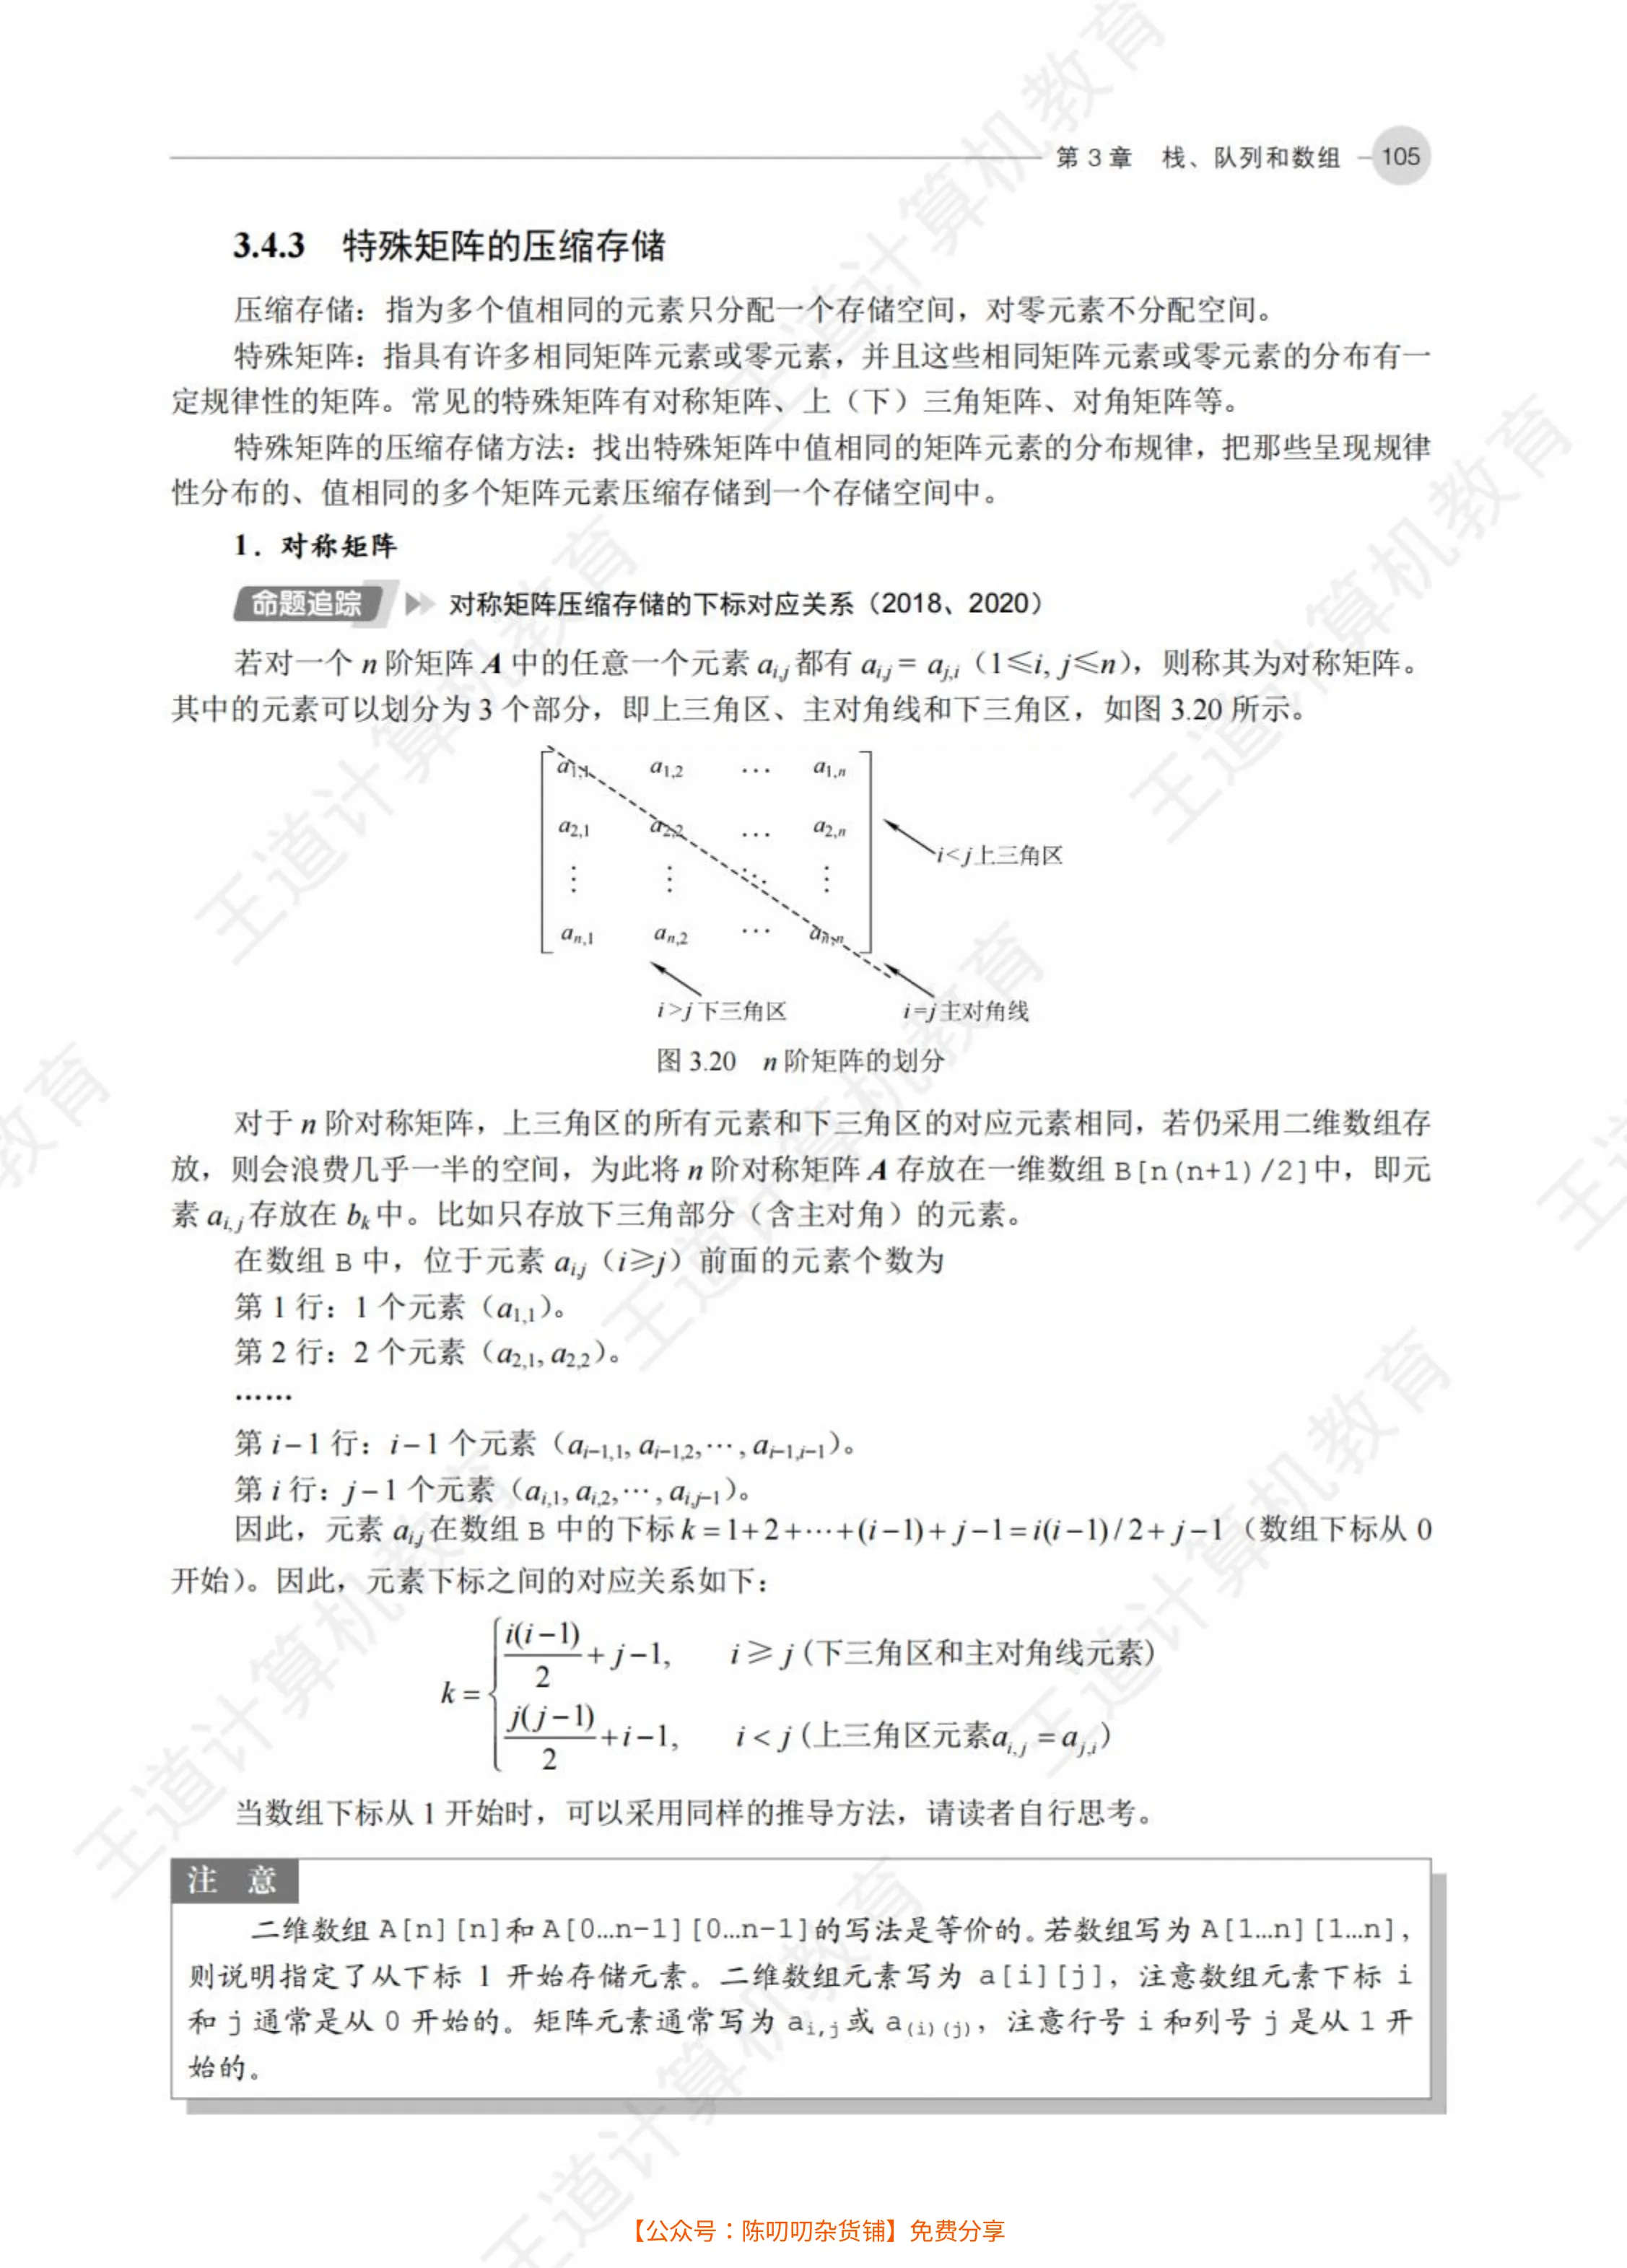 第 3 章 栈、队列和数组 105
3.4.3 特殊矩阵的压缩存储
压缩存储：指为多个值相同的元素只分配一个存储空间，对零元素不分配空间。
特殊矩阵：指具有许多相同矩阵元素或零元素，并且这些相同矩阵元素或零元素的分布有一
定规律性的矩阵。常见的特殊矩阵有对称矩阵、上（下）三角矩阵、对角矩阵等。
特殊矩阵的压缩存储方法：找出特殊矩阵中值相同的矩阵元素的分布规律，把那些呈现规律
性分布的、值相同的多个矩阵元素压缩存储到一个存储空间中。
1．对称矩阵
命题追踪 对称矩阵压缩存储的下标对应关系（2018、2020）
若对一个 n 阶矩阵 A 中的任意一个元素 a_{i,j} 都有 a_{i,j} = a_{j,i}（1≤i, j≤n），则称其为对称矩阵。
其中的元素可以划分为 3 个部分，即上三角区、主对角线和下三角区，如图 3.20 所示。
a_{1,1} a_{1,2} … a_{1,n}
a_{2,1} a_{2,2} … a_{2,n}
i<j上三角区
⋮ ⋮ ⋱ ⋮
a_{n,1} a_{n,2} … a_{n,n}
i>j下三角区 i=j主对角线
图 3.20 n 阶矩阵的划分
对于 n 阶对称矩阵，上三角区的所有元素和下三角区的对应元素相同，若仍采用二维数组存
放，则会浪费几乎一半的空间，为此将 n 阶对称矩阵 A 存放在一维数组 B[n(n+1)/2]中，即元
素 a_{i,j} 存放在 b_k 中。比如只存放下三角部分（含主对角）的元素。
在数组 B 中，位于元素 a_{i,j}（i≥j）前面的元素个数为
第 1 行：1 个元素（a_{1,1}）。
第 2 行：2 个元素（a_{2,1}, a_{2,2}）。
……
第 i−1 行：i−1 个元素（a_{i−1,1}, a_{i−1,2}, ⋯, a_{i−1,i−1}）。
第 i 行：j−1 个元素（a_{i,1}, a_{i,2}, ⋯, a_{i,j−1}）。
因此，元素 a_{i,j} 在数组 B 中的下标 k = 1+2+⋯+(i−1)+ j−1= i(i−1)/2+ j−1（数组下标从 0
开始）。因此，元素下标之间的对应关系如下：
k = { i(i−1)/2 + j−1, i ≥ j (下三角区和主对角线元素)
j(j−1)/2 + i−1, i < j (上三角区元素a_{i,j} = a_{j,i})
当数组下标从 1 开始时，可以采用同样的推导方法，请读者自行思考。
注 意
二维数组 A[n][n]和 A[0…n-1][0…n-1]的写法是等价的。若数组写为 A[1…n][1…n]，
则说明指定了从下标 1 开始存储元素。二维数组元素写为 a[i][j]，注意数组元素下标 i
和 j 通常是从 0 开始的。矩阵元素通常写为 a_{i,j} 或 a_{(i)(j)}，注意行号 i 和列号 j 是从 1 开
始的。
【公众号：陈叨叨杂货铺】免费分享
王道计算机教育